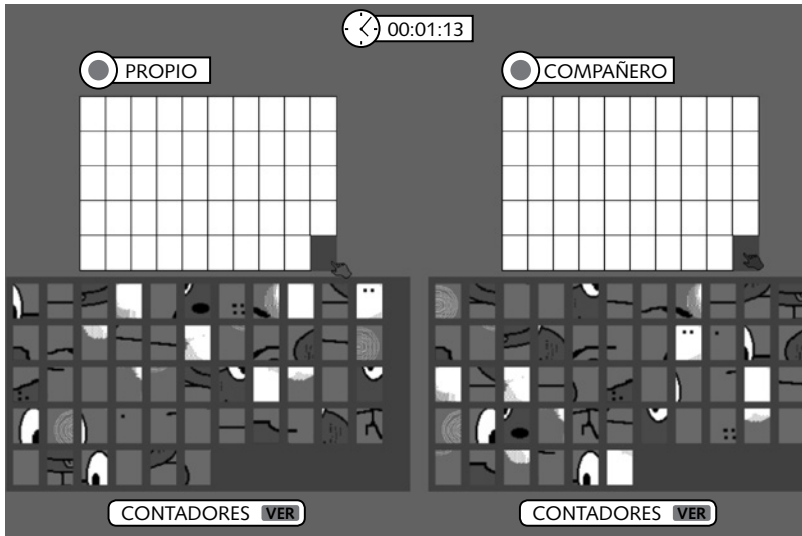 00:01:13
PROPIO
COMPAÑERO
CONTADORES VER
CONTADORES VER